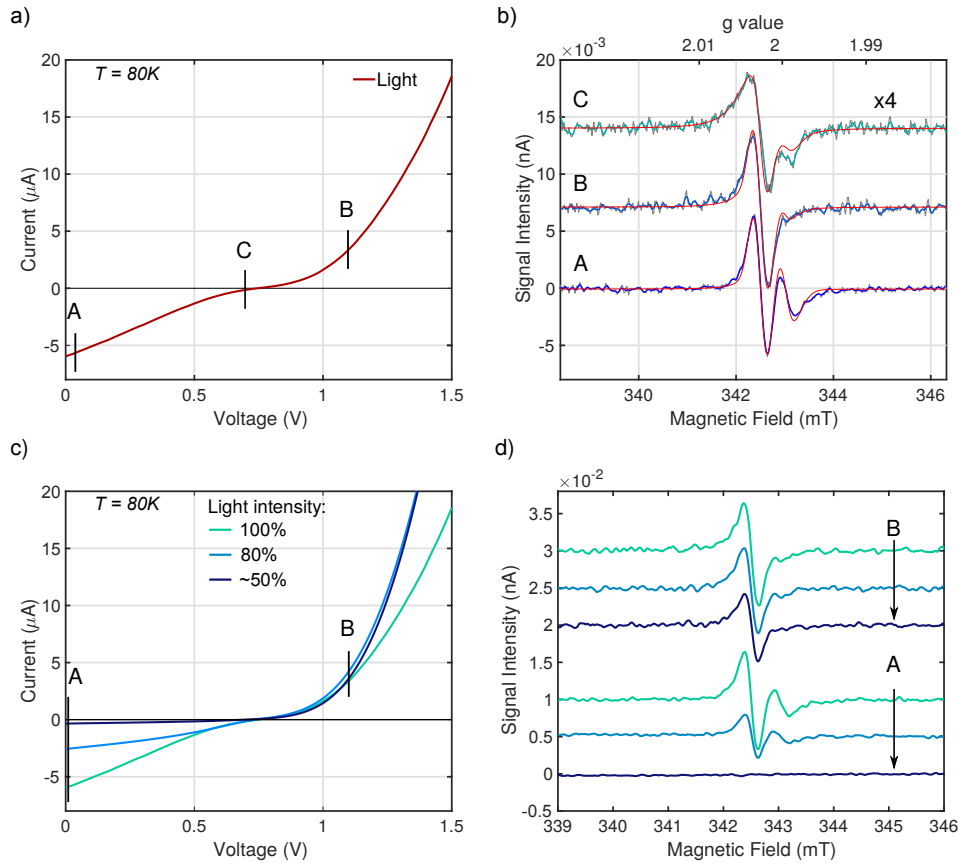 a)
T = 80K
Light
20
15
10
5
0
-5
Current (μA)
A
C
B
0
0.5
1
1.5
Voltage (V)
b)
g value
2.01
2
1.99
×10⁻³
20
15
10
5
0
-5
Signal Intensity (nA)
C
x4
B
A
340
342
344
346
Magnetic Field (mT)
c)
T = 80K
Light intensity:
100%
80%
~50%
20
15
10
5
0
-5
Current (μA)
A
B
0
0.5
1
1.5
Voltage (V)
d)
×10⁻²
3.5
3
2.5
2
1.5
1
0.5
0
-0.5
Signal Intensity (nA)
B
A
339
340
341
342
343
344
345
346
Magnetic Field (mT)